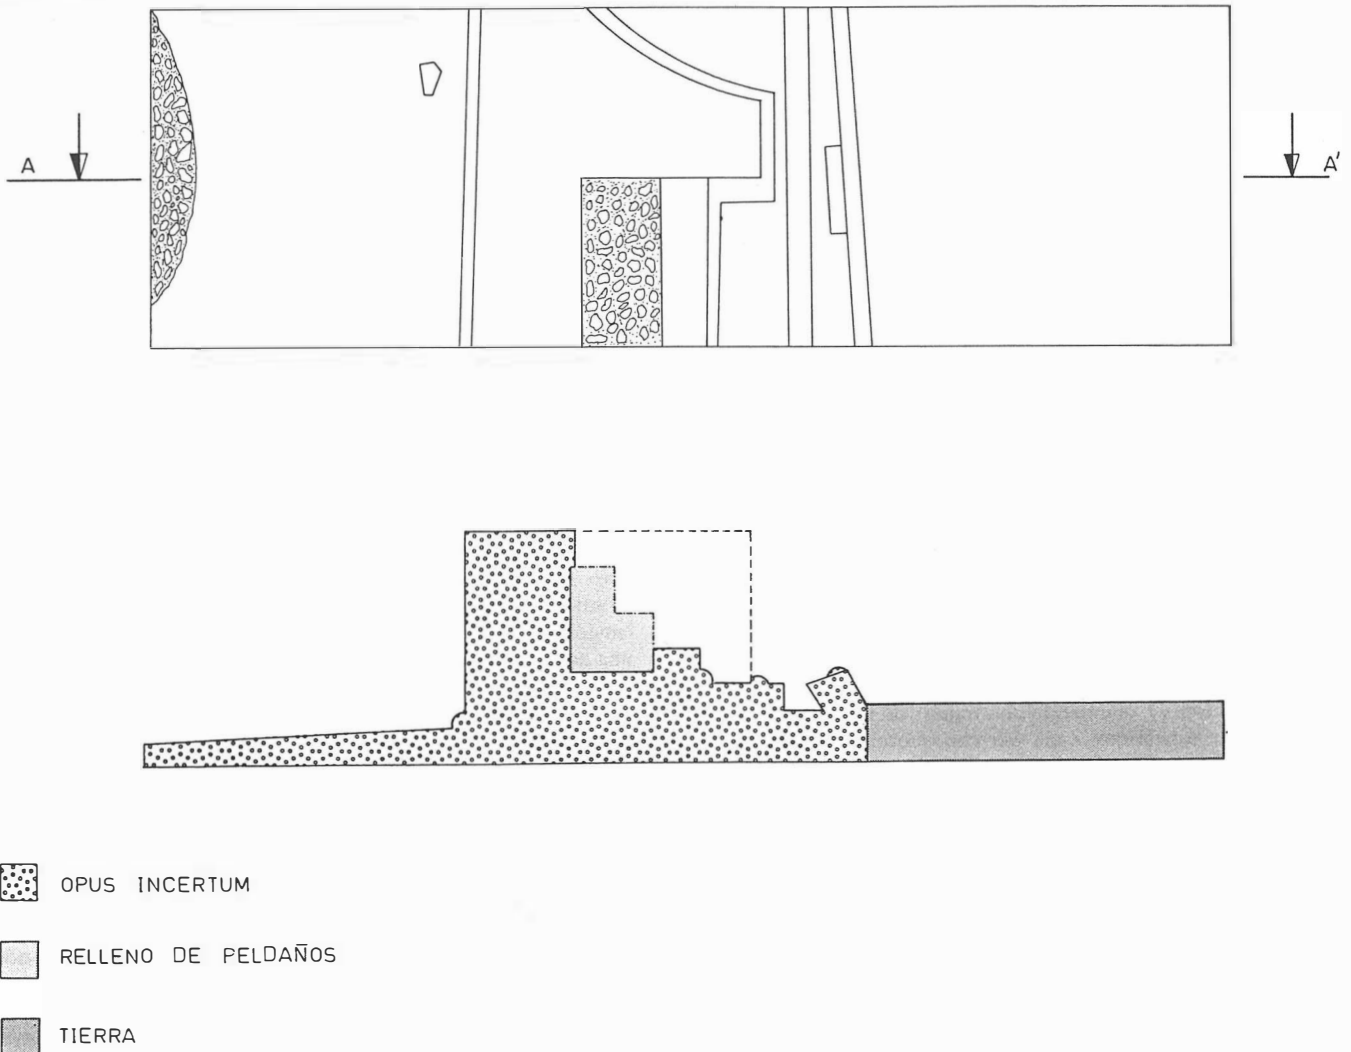 A
A'
OPUS INCERTUM
RELLENO DE PELDAÑOS
TIERRA